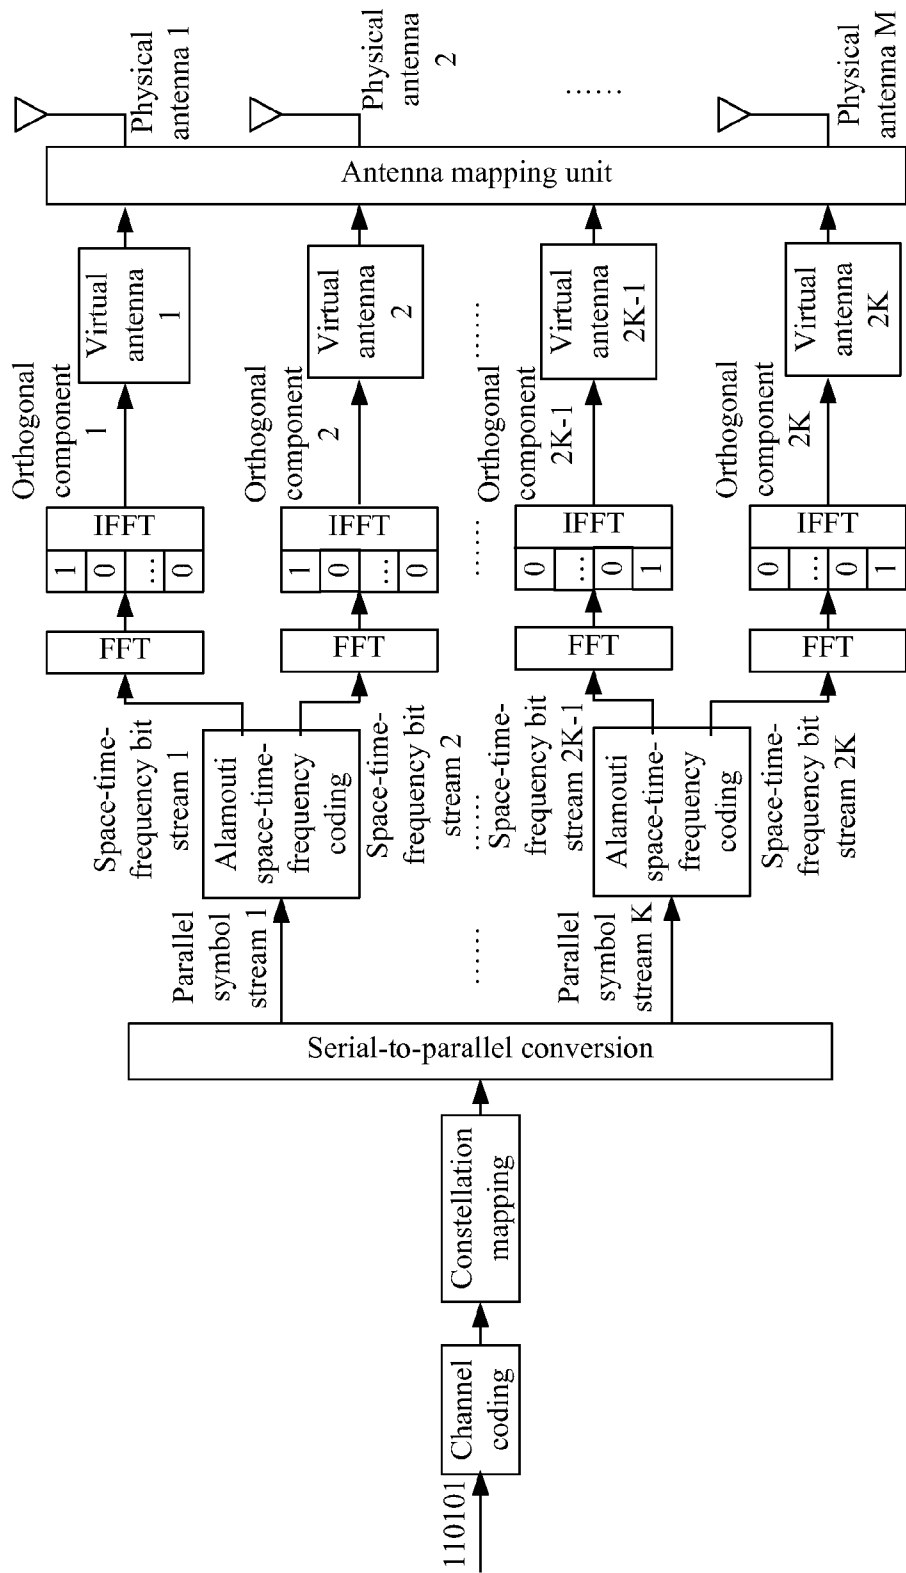 110101
Channel
coding
Constellation
mapping
Serial-to-parallel conversion
Parallel
symbol
stream 1
……
Parallel
symbol
stream K
Alamouti
space-time-
frequency
coding
Space-time-
frequency bit
stream 1
Space-time-
frequency bit
stream 2
……
Alamouti
space-time-
frequency
coding
Space-time-
frequency bit
stream 2K-1
Space-time-
frequency bit
stream 2K
FFT
1
0
...
0
IFFT
Orthogonal
component
1
Virtual
antenna
1
FFT
1
0
...
0
IFFT
Orthogonal
component
2
Virtual
antenna
2
……
……
FFT
0
...
0
1
IFFT
Orthogonal
component
2K-1
Virtual
antenna
2K-1
FFT
0
...
0
1
IFFT
Orthogonal
component
2K
Virtual
antenna
2K
Antenna mapping unit
Physical
antenna 1
Physical
antenna
2
……
Physical
antenna M